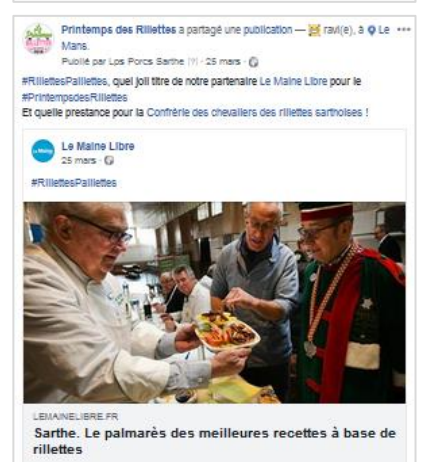 Printemps des Rillettes a partagé une publication — ravi(e), à Le Mans.
Publié par Lps Porcs Sarthe [?] · 25 mars ·
#RillettesPaillettes, quel joli titre de notre partenaire Le Maine Libre pour le
#PrintempsdesRillettes
Et quelle prestance pour la Confrérie des chevaliers des rillettes sarthoises !
Le Maine Libre
25 mars ·
#RillettesPaillettes
LEMAINELIBRE.FR
Sarthe. Le palmarès des meilleures recettes à base de
rillettes